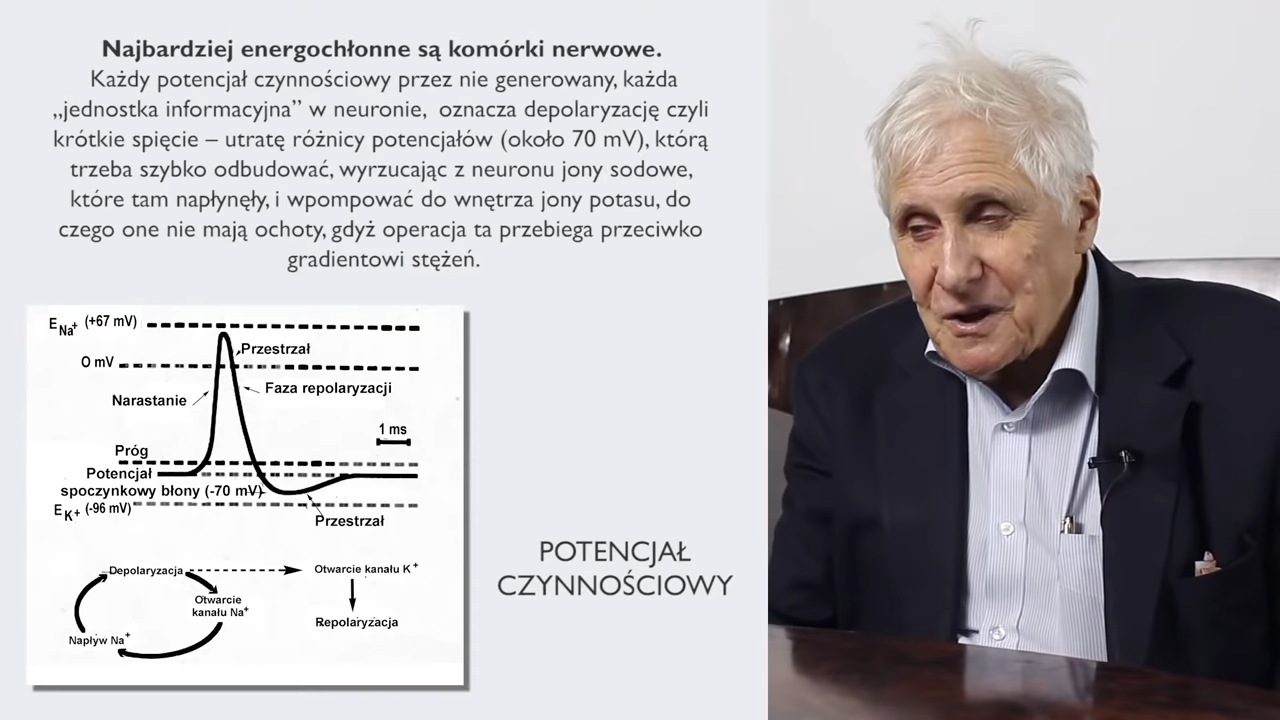 Najbardziej energochłonne są komórki nerwowe.
Każdy potencjał czynnościowy przez nie generowany, każda
„jednostka informacyjna” w neuronie, oznacza depolaryzację czyli
krótkie spięcie – utratę różnicy potencjałów (około 70 mV), którą
trzeba szybko odbudować, wyrzucając z neuronu jony sodowe,
które tam napłynęły, i wpompować do wnętrza jony potasu, do
czego one nie mają ochoty, gdyż operacja ta przebiega przeciwko
gradientowi stężeń.
E Na+ (+67 mV)
Przestrzał
O mV
Faza repolaryzacji
Narastanie
1 ms
Próg
Potencjał
spoczynkowy błony (-70 mV)
E K+ (-96 mV)
Przestrzał
Depolaryzacja
Otwarcie kanału K+
Otwarcie
kanału Na+
Repolaryzacja
Napływ Na+
POTENCJAŁ
CZYNNOŚCIOWY